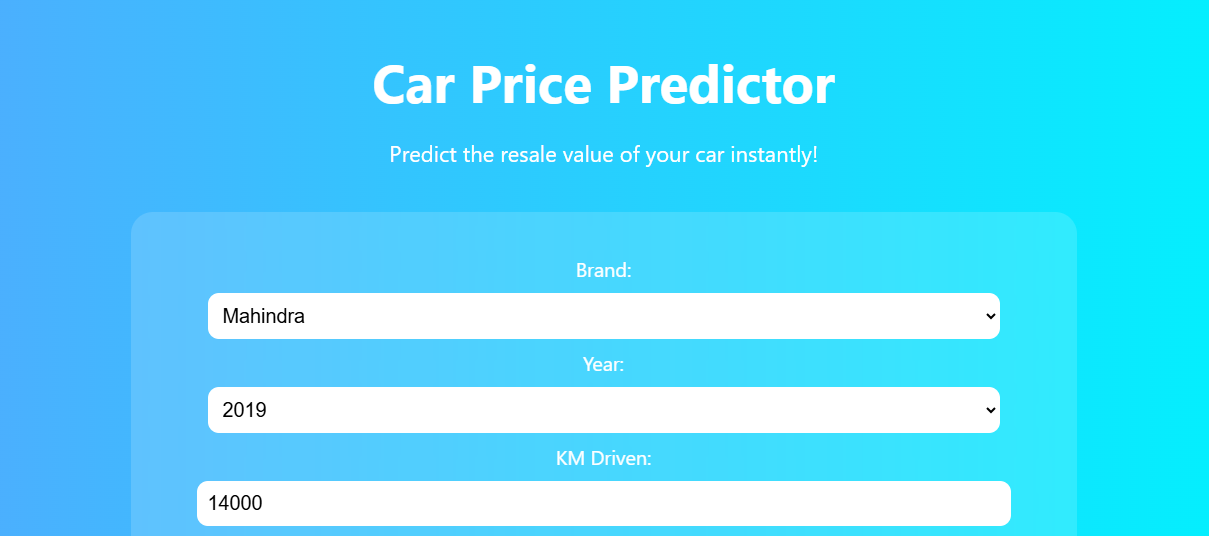 Car Price Predictor
Predict the resale value of your car instantly!
Brand:
Mahindra
Year:
2019
KM Driven:
14000